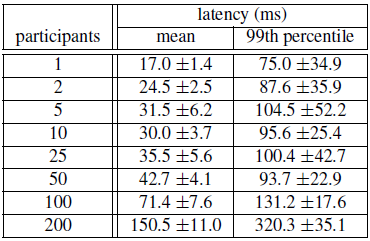 latency (ms)
participants mean 99th percentile
1 17.0 ±1.4 75.0 ±34.9
2 24.5 ±2.5 87.6 ±35.9
5 31.5 ±6.2 104.5 ±52.2
10 30.0 ±3.7 95.6 ±25.4
25 35.5 ±5.6 100.4 ±42.7
50 42.7 ±4.1 93.7 ±22.9
100 71.4 ±7.6 131.2 ±17.6
200 150.5 ±11.0 320.3 ±35.1